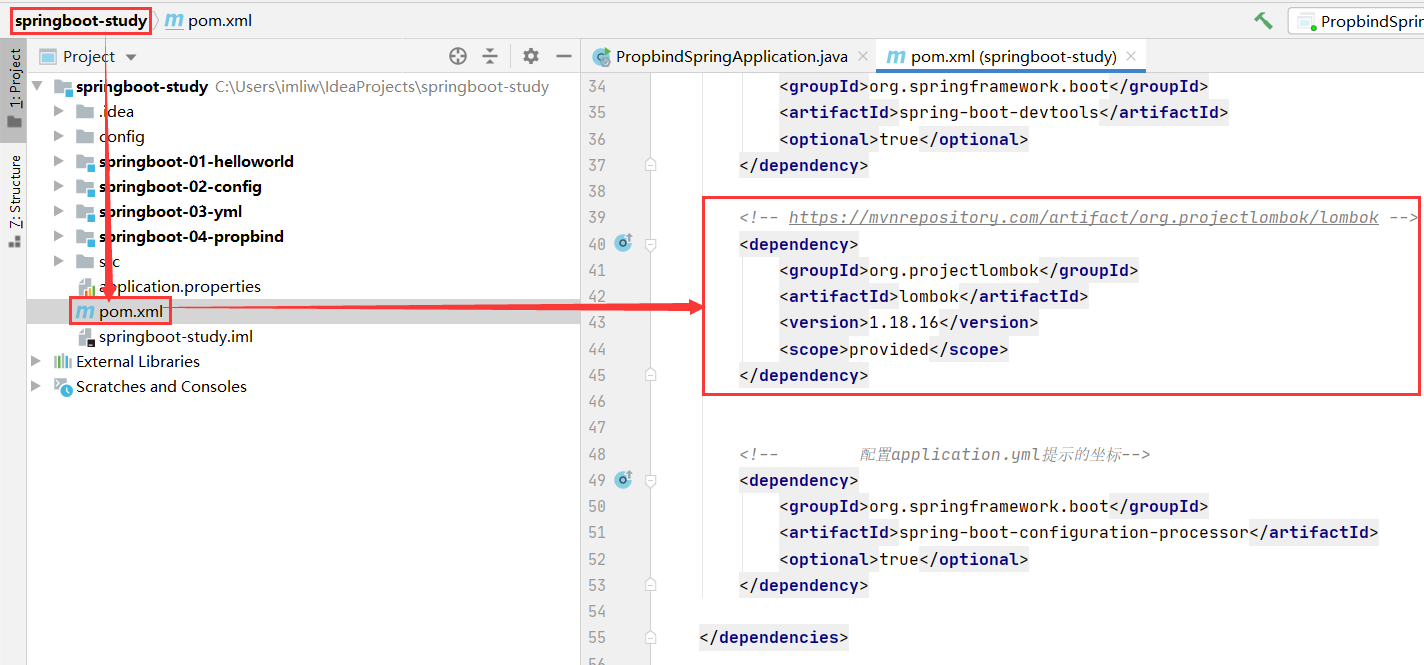 springboot-study
pom.xml
PropbindSprin
1: Project
Z: Structure
Project
springboot-study C:\Users\imliw\IdeaProjects\springboot-study
.idea
config
springboot-01-helloworld
springboot-02-config
springboot-03-yml
springboot-04-propbind
src
application.properties
pom.xml
springboot-study.iml
External Libraries
Scratches and Consoles
PropbindSpringApplication.java
pom.xml (springboot-study)
34 <groupId>org.springframework.boot</groupId>
35 <artifactId>spring-boot-devtools</artifactId>
36 <optional>true</optional>
37 </dependency>
38
39 <!-- https://mvnrepository.com/artifact/org.projectlombok/lombok -->
40 <dependency>
41 <groupId>org.projectlombok</groupId>
42 <artifactId>lombok</artifactId>
43 <version>1.18.16</version>
44 <scope>provided</scope>
45 </dependency>
46
47
48 <!-- 配置application.yml提示的坐标-->
49 <dependency>
50 <groupId>org.springframework.boot</groupId>
51 <artifactId>spring-boot-configuration-processor</artifactId>
52 <optional>true</optional>
53 </dependency>
54
55 </dependencies>
56